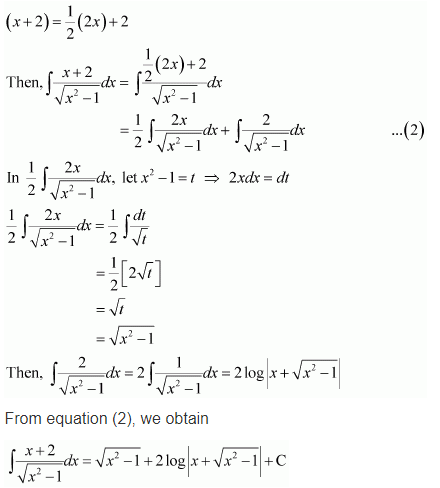 (x+2) = 1/2 (2x) + 2
Then, ∫ (x+2)/√(x²−1) dx = ∫ (1/2 (2x)+2)/√(x²−1) dx
= 1/2 ∫ 2x/√(x²−1) dx + ∫ 2/√(x²−1) dx ...(2)
In 1/2 ∫ 2x/√(x²−1) dx, let x²−1 = t ⇒ 2xdx = dt
1/2 ∫ 2x/√(x²−1) dx = 1/2 ∫ dt/√t
= 1/2 [2√t]
= √t
= √(x²−1)
Then, ∫ 2/√(x²−1) dx = 2 ∫ 1/√(x²−1) dx = 2 log|x+√(x²−1)|
From equation (2), we obtain
∫ (x+2)/√(x²−1) dx = √(x²−1) + 2 log|x+√(x²−1)| + C